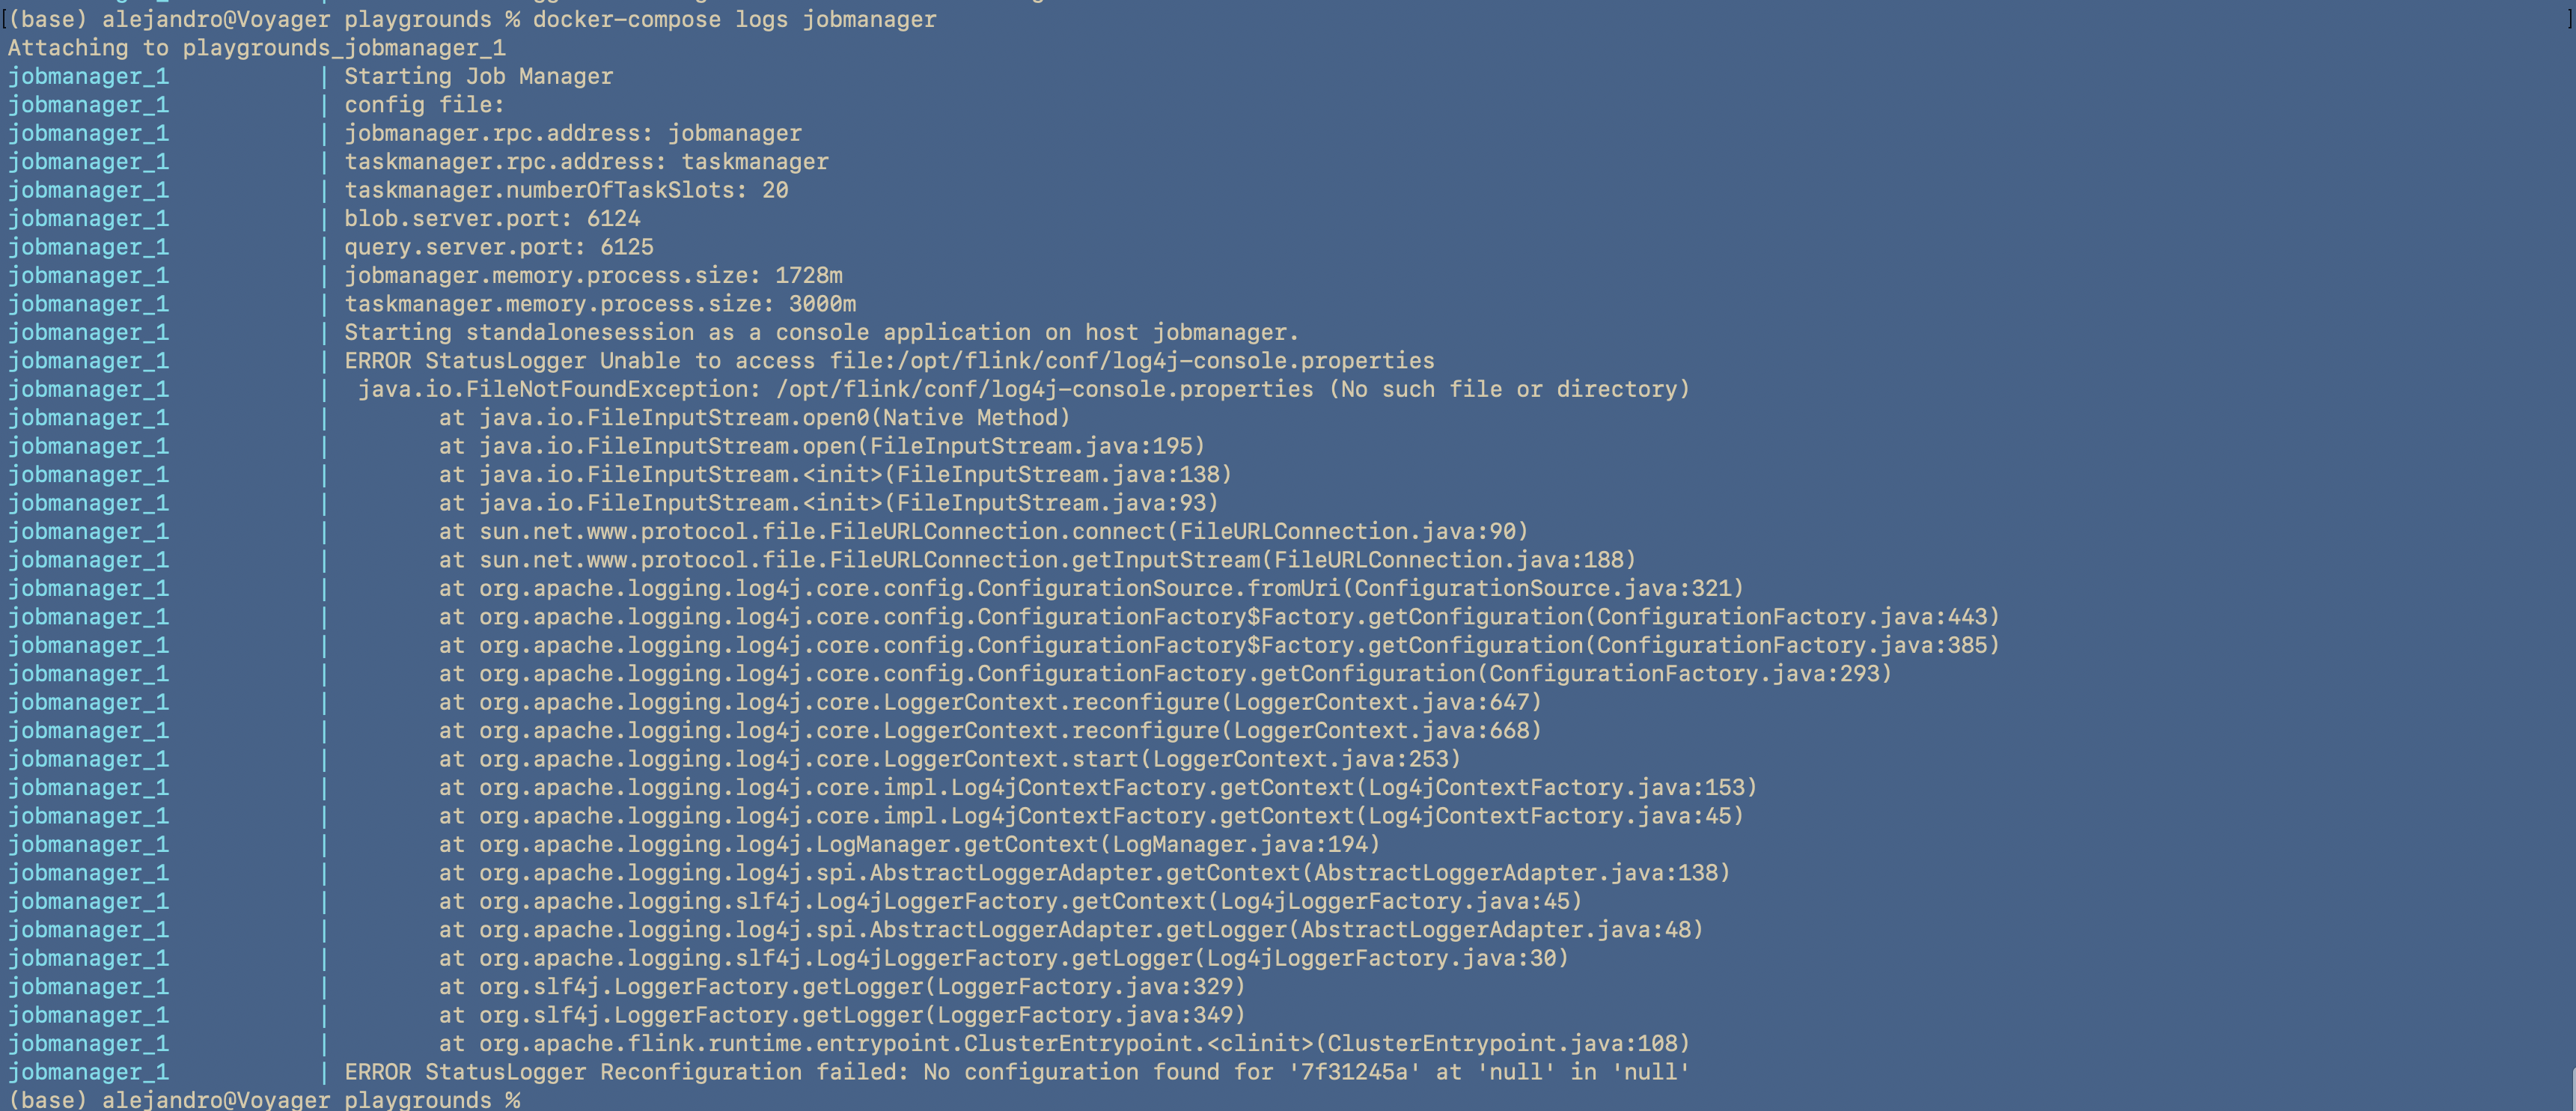 [(base) alejandro@Voyager playgrounds % docker-compose logs jobmanager ]
Attaching to playgrounds_jobmanager_1
jobmanager_1 | Starting Job Manager
jobmanager_1 | config file:
jobmanager_1 | jobmanager.rpc.address: jobmanager
jobmanager_1 | taskmanager.rpc.address: taskmanager
jobmanager_1 | taskmanager.numberOfTaskSlots: 20
jobmanager_1 | blob.server.port: 6124
jobmanager_1 | query.server.port: 6125
jobmanager_1 | jobmanager.memory.process.size: 1728m
jobmanager_1 | taskmanager.memory.process.size: 3000m
jobmanager_1 | Starting standalonesession as a console application on host jobmanager.
jobmanager_1 | ERROR StatusLogger Unable to access file:/opt/flink/conf/log4j-console.properties
jobmanager_1 |  java.io.FileNotFoundException: /opt/flink/conf/log4j-console.properties (No such file or directory)
jobmanager_1 | at java.io.FileInputStream.open0(Native Method)
jobmanager_1 | at java.io.FileInputStream.open(FileInputStream.java:195)
jobmanager_1 | at java.io.FileInputStream.<init>(FileInputStream.java:138)
jobmanager_1 | at java.io.FileInputStream.<init>(FileInputStream.java:93)
jobmanager_1 | at sun.net.www.protocol.file.FileURLConnection.connect(FileURLConnection.java:90)
jobmanager_1 | at sun.net.www.protocol.file.FileURLConnection.getInputStream(FileURLConnection.java:188)
jobmanager_1 | at org.apache.logging.log4j.core.config.ConfigurationSource.fromUri(ConfigurationSource.java:321)
jobmanager_1 | at org.apache.logging.log4j.core.config.ConfigurationFactory$Factory.getConfiguration(ConfigurationFactory.java:443)
jobmanager_1 | at org.apache.logging.log4j.core.config.ConfigurationFactory$Factory.getConfiguration(ConfigurationFactory.java:385)
jobmanager_1 | at org.apache.logging.log4j.core.config.ConfigurationFactory.getConfiguration(ConfigurationFactory.java:293)
jobmanager_1 | at org.apache.logging.log4j.core.LoggerContext.reconfigure(LoggerContext.java:647)
jobmanager_1 | at org.apache.logging.log4j.core.LoggerContext.reconfigure(LoggerContext.java:668)
jobmanager_1 | at org.apache.logging.log4j.core.LoggerContext.start(LoggerContext.java:253)
jobmanager_1 | at org.apache.logging.log4j.core.impl.Log4jContextFactory.getContext(Log4jContextFactory.java:153)
jobmanager_1 | at org.apache.logging.log4j.core.impl.Log4jContextFactory.getContext(Log4jContextFactory.java:45)
jobmanager_1 | at org.apache.logging.log4j.LogManager.getContext(LogManager.java:194)
jobmanager_1 | at org.apache.logging.log4j.spi.AbstractLoggerAdapter.getContext(AbstractLoggerAdapter.java:138)
jobmanager_1 | at org.apache.logging.slf4j.Log4jLoggerFactory.getContext(Log4jLoggerFactory.java:45)
jobmanager_1 | at org.apache.logging.log4j.spi.AbstractLoggerAdapter.getLogger(AbstractLoggerAdapter.java:48)
jobmanager_1 | at org.apache.logging.slf4j.Log4jLoggerFactory.getLogger(Log4jLoggerFactory.java:30)
jobmanager_1 | at org.slf4j.LoggerFactory.getLogger(LoggerFactory.java:329)
jobmanager_1 | at org.slf4j.LoggerFactory.getLogger(LoggerFactory.java:349)
jobmanager_1 | at org.apache.flink.runtime.entrypoint.ClusterEntrypoint.<clinit>(ClusterEntrypoint.java:108)
jobmanager_1 | ERROR StatusLogger Reconfiguration failed: No configuration found for '7f31245a' at 'null' in 'null'
(base) alejandro@Voyager playgrounds %